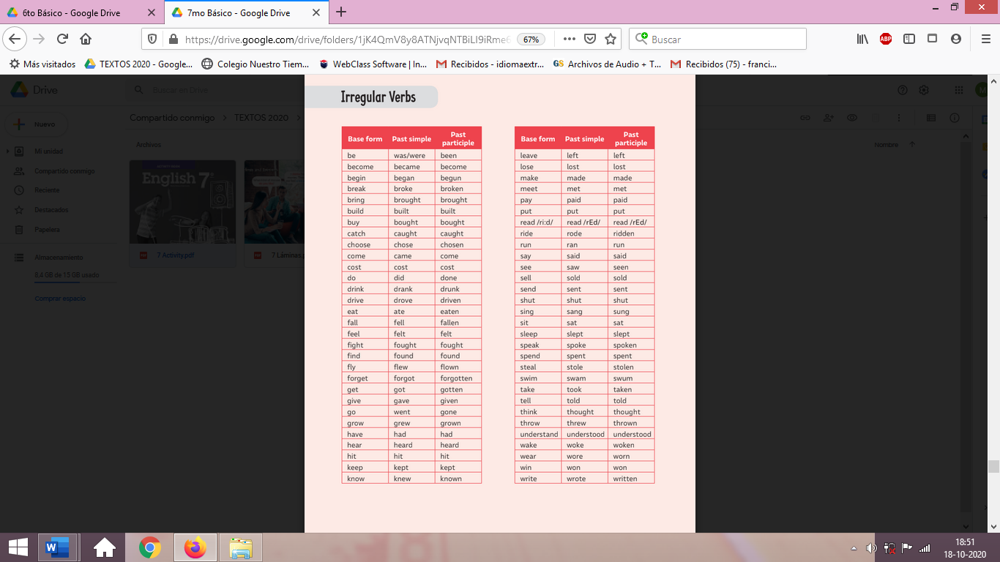 6to Básico - Google Drive
7mo Básico - Google Drive
https://drive.google.com/drive/folders/1jK4QmV8y8ATNjvqNTBiLI9iRme6
67%
Buscar
Más visitados
TEXTOS 2020 - Google...
Colegio Nuestro Tiem...
WebClass Software | In...
Recibidos - idiomaextr...
Archivos de Audio + T...
Recibidos (75) - franci...
Drive
Buscar en Drive
Nuevo
Mi unidad
Compartido conmigo
Reciente
Destacados
Papelera
Almacenamiento
8,4 GB de 15 GB usado
Comprar espacio
Compartido conmigo > TEXTOS 2020 >
Archivos
Nombre
English 7°
7 Activity.pdf
7 Láminas.p
Irregular Verbs
Base form Past simple Past participle
be was/were been
become became become
begin began begun
break broke broken
bring brought brought
build built built
buy bought bought
catch caught caught
choose chose chosen
come came come
cost cost cost
do did done
drink drank drunk
drive drove driven
eat ate eaten
fall fell fallen
feel felt felt
fight fought fought
find found found
fly flew flown
forget forgot forgotten
get got gotten
give gave given
go went gone
grow grew grown
have had had
hear heard heard
hit hit hit
keep kept kept
know knew known
Base form Past simple Past participle
leave left left
lose lost lost
make made made
meet met met
pay paid paid
put put put
read /ri:d/ read /rEd/ read /rEd/
ride rode ridden
run ran run
say said said
see saw seen
sell sold sold
send sent sent
shut shut shut
sing sang sung
sit sat sat
sleep slept slept
speak spoke spoken
spend spent spent
steal stole stolen
swim swam swum
take took taken
tell told told
think thought thought
throw threw thrown
understand understood understood
wake woke woken
wear wore worn
win won won
write wrote written
18:51
18-10-2020